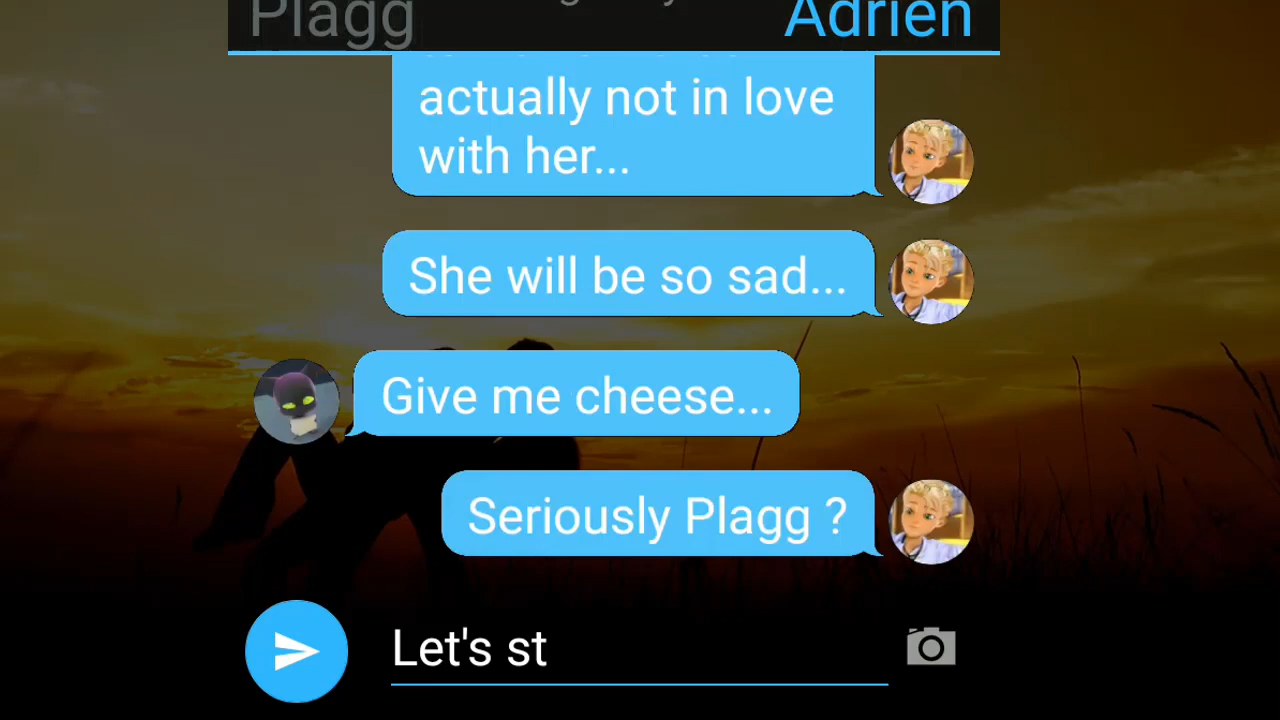 Plagg
Adrien
actually not in love
with her...
She will be so sad...
Give me cheese...
Seriously Plagg ?
Let's st